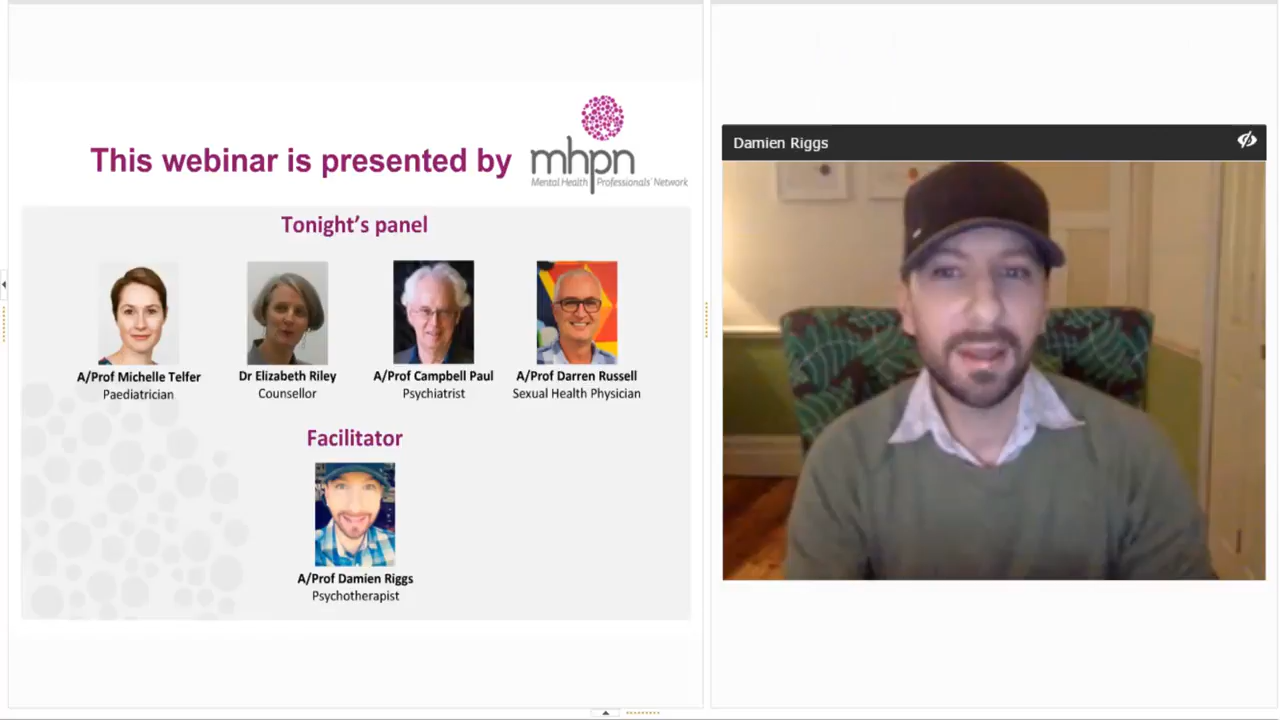 This webinar is presented by
mhpn
Mental Health Professionals' Network
Tonight's panel
A/Prof Michelle Telfer
Paediatrician
Dr Elizabeth Riley
Counsellor
A/Prof Campbell Paul
Psychiatrist
A/Prof Darren Russell
Sexual Health Physician
Facilitator
A/Prof Damien Riggs
Psychotherapist
Damien Riggs